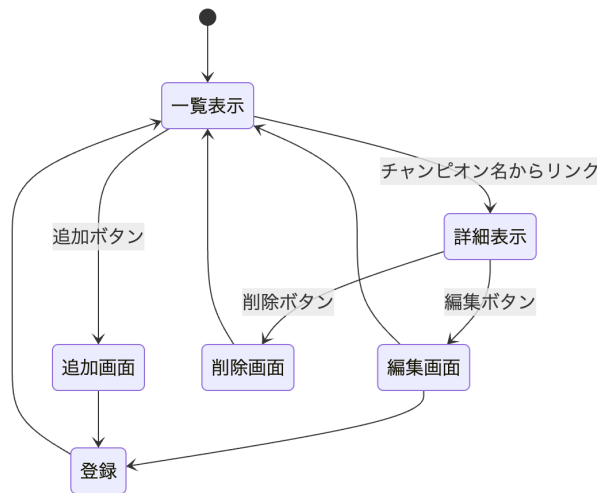 一覧表示
チャンピオン名からリンク
追加ボタン
詳細表示
削除ボタン
編集ボタン
追加画面
削除画面
編集画面
登録